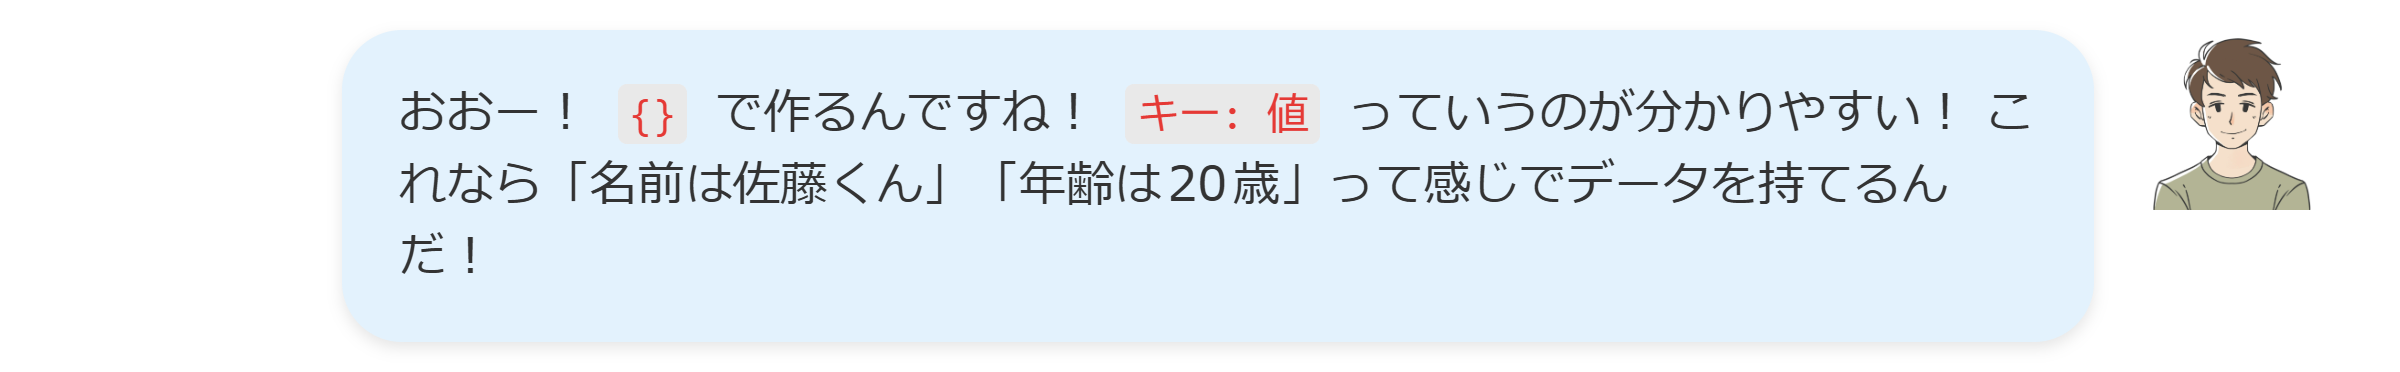 おおー！ {} で作るんですね！ キー: 値 っていうのが分かりやすい！ こ
れなら「名前は佐藤くん」「年齢は20歳」って感じでデータを持てるん
だ！